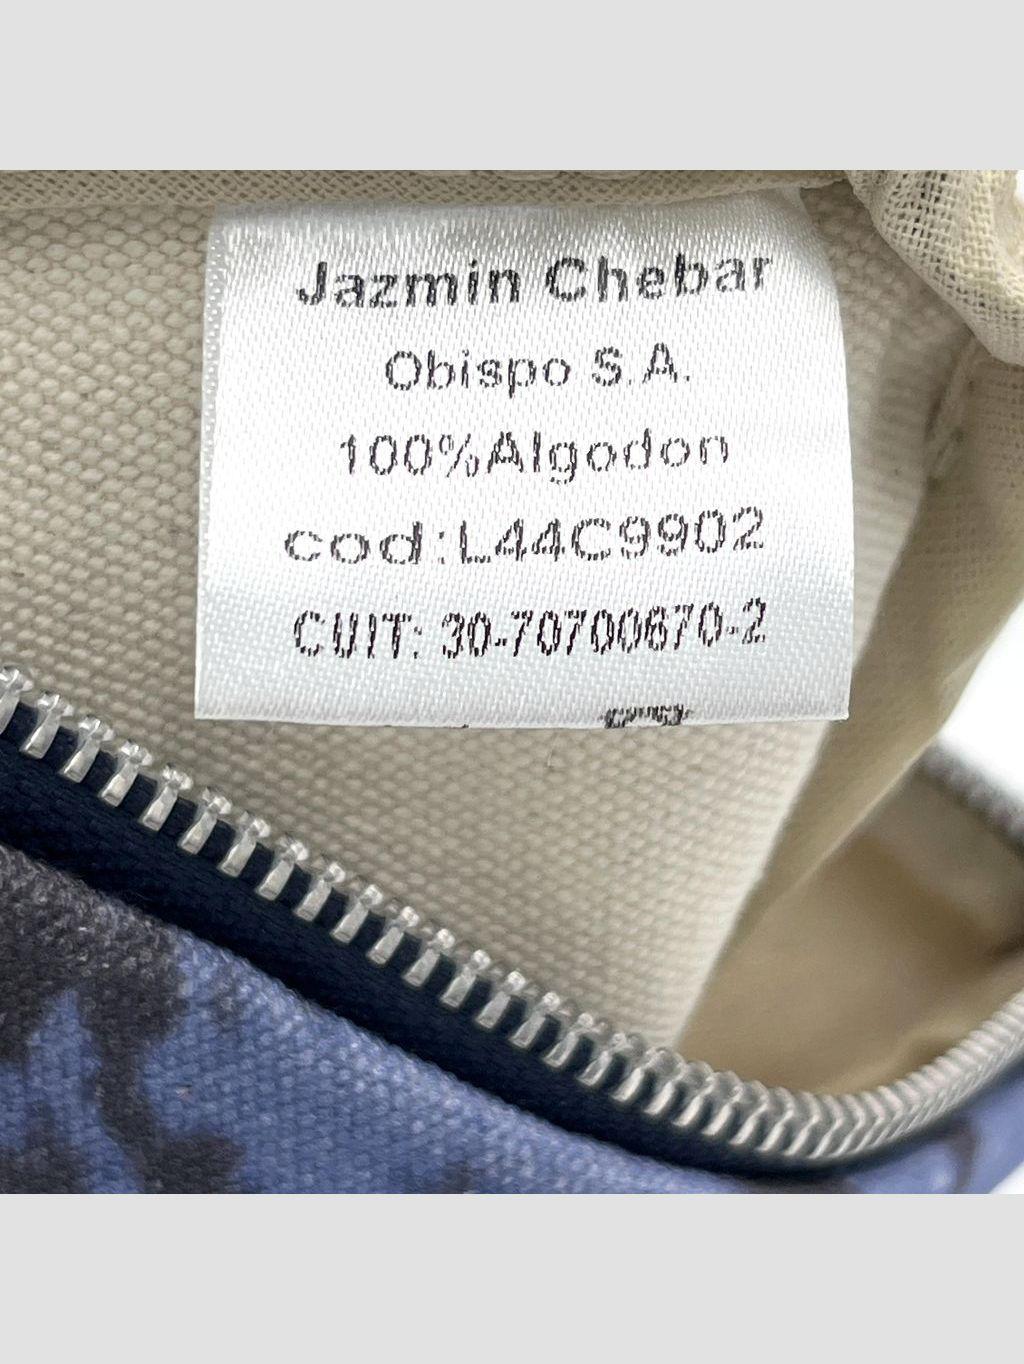 Jazmin Chebar
Obispo S.A.
100%Algodon
cod:L44C9902
CUIT: 30-70700670-2